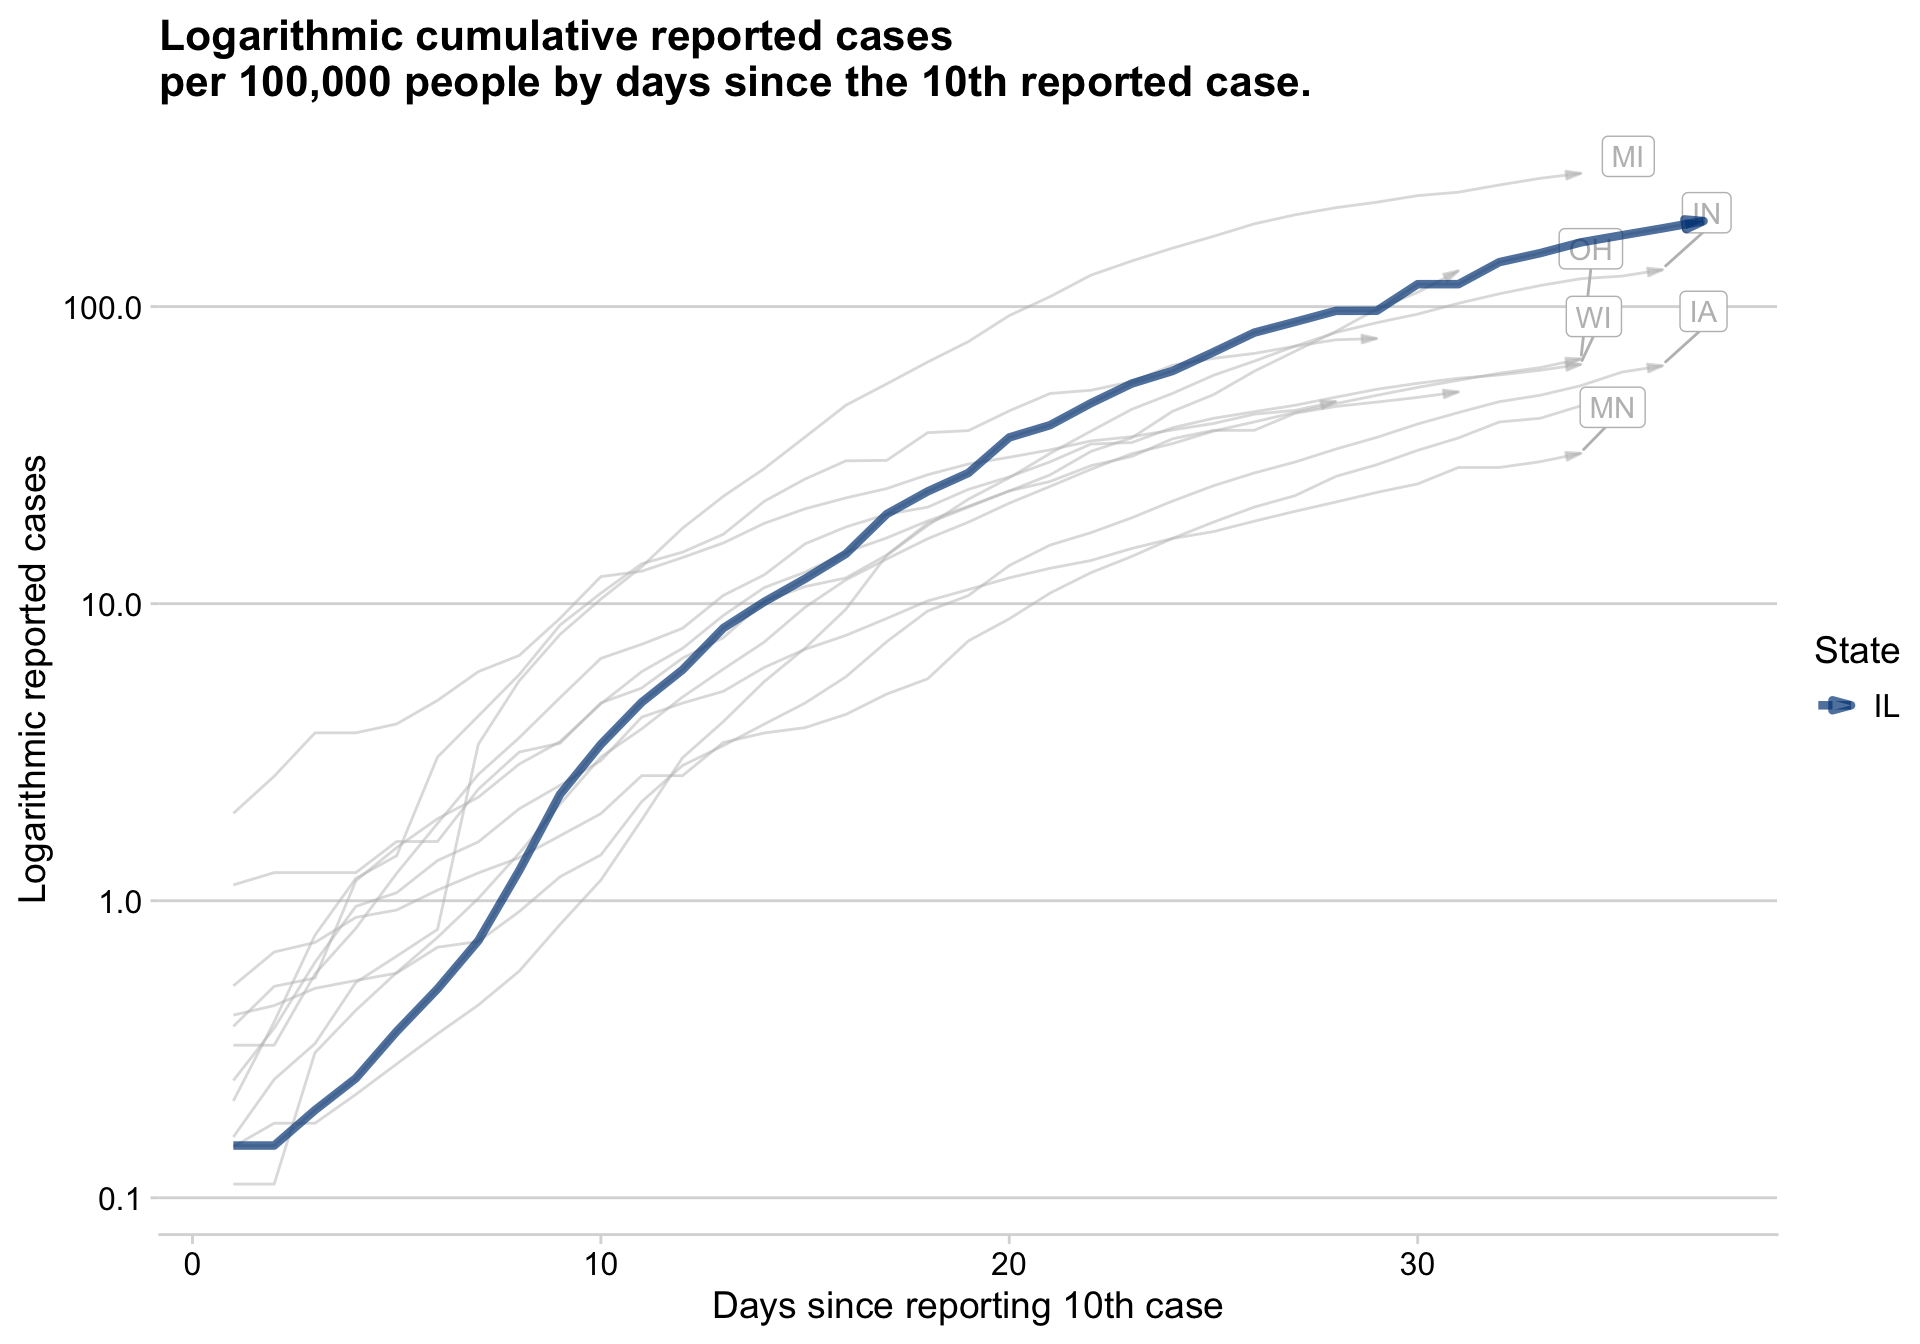 Logarithmic cumulative reported cases
per 100,000 people by days since the 10th reported case.
MI
IN
OH
WI
IA
MN
100.0
10.0
1.0
0.1
Logarithmic reported cases
0
10
20
30
Days since reporting 10th case
State
IL